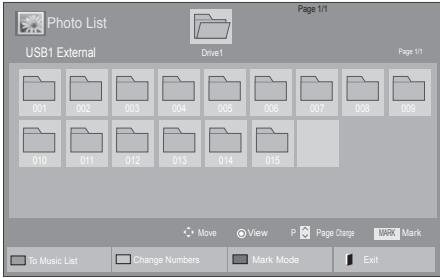 Page 1/1
Photo List
USB1 External
Drive1
Page 1/1
001 002 003 004 005 006 007 008 009
010 011 012 013 014 015
Move View P Page Change MARK Mark
To Music List Change Numbers Mark Mode Exit